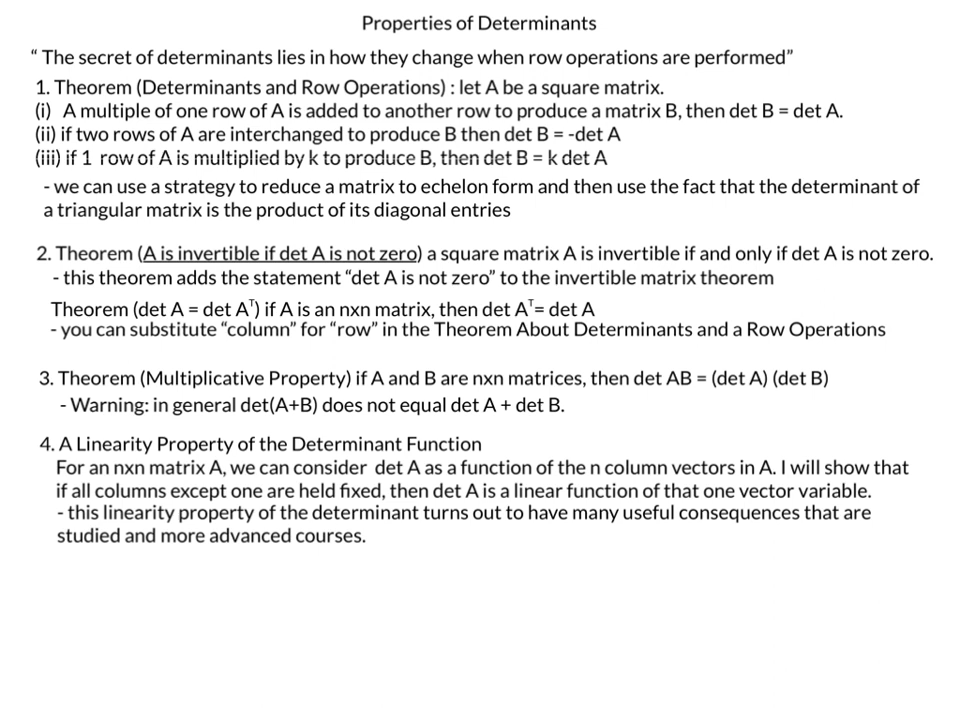 Properties of Determinants
“ The secret of determinants lies in how they change when row operations are performed”
1. Theorem (Determinants and Row Operations) : let A be a square matrix.
(i) A multiple of one row of A is added to another row to produce a matrix B, then det B = det A.
(ii) if two rows of A are interchanged to produce B then det B = -det A
(iii) if 1 row of A is multiplied by k to produce B, then det B = k det A
- we can use a strategy to reduce a matrix to echelon form and then use the fact that the determinant of
a triangular matrix is the product of its diagonal entries
2. Theorem (A is invertible if det A is not zero) a square matrix A is invertible if and only if det A is not zero.
- this theorem adds the statement “det A is not zero” to the invertible matrix theorem
Theorem (det A = det Aᵀ) if A is an nxn matrix, then det Aᵀ= det A
- you can substitute “column” for “row” in the Theorem About Determinants and a Row Operations
3. Theorem (Multiplicative Property) if A and B are nxn matrices, then det AB = (det A) (det B)
- Warning: in general det(A+B) does not equal det A + det B.
4. A Linearity Property of the Determinant Function
For an nxn matrix A, we can consider det A as a function of the n column vectors in A. I will show that
if all columns except one are held fixed, then det A is a linear function of that one vector variable.
- this linearity property of the determinant turns out to have many useful consequences that are
studied and more advanced courses.